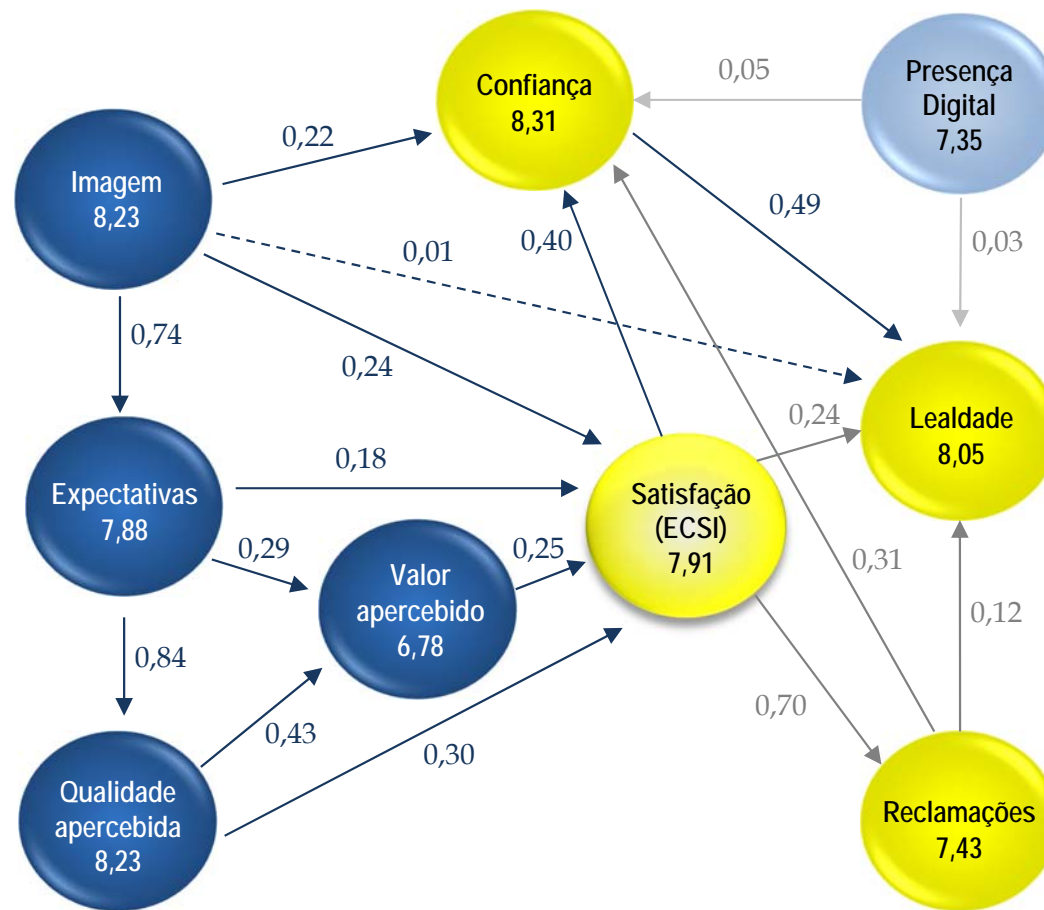 Confiança
8,31
Presença
Digital
7,35
0,05
0,22
Imagem
8,23
0,49
0,40
0,01
0,03
0,74
0,24
Lealdade
8,05
0,24
0,18
Expectativas
7,88
Satisfação
(ECSI)
7,91
0,29
0,25
Valor
apercebido
6,78
0,31
0,12
0,84
0,70
0,43
0,30
Qualidade
apercebida
8,23
Reclamações
7,43